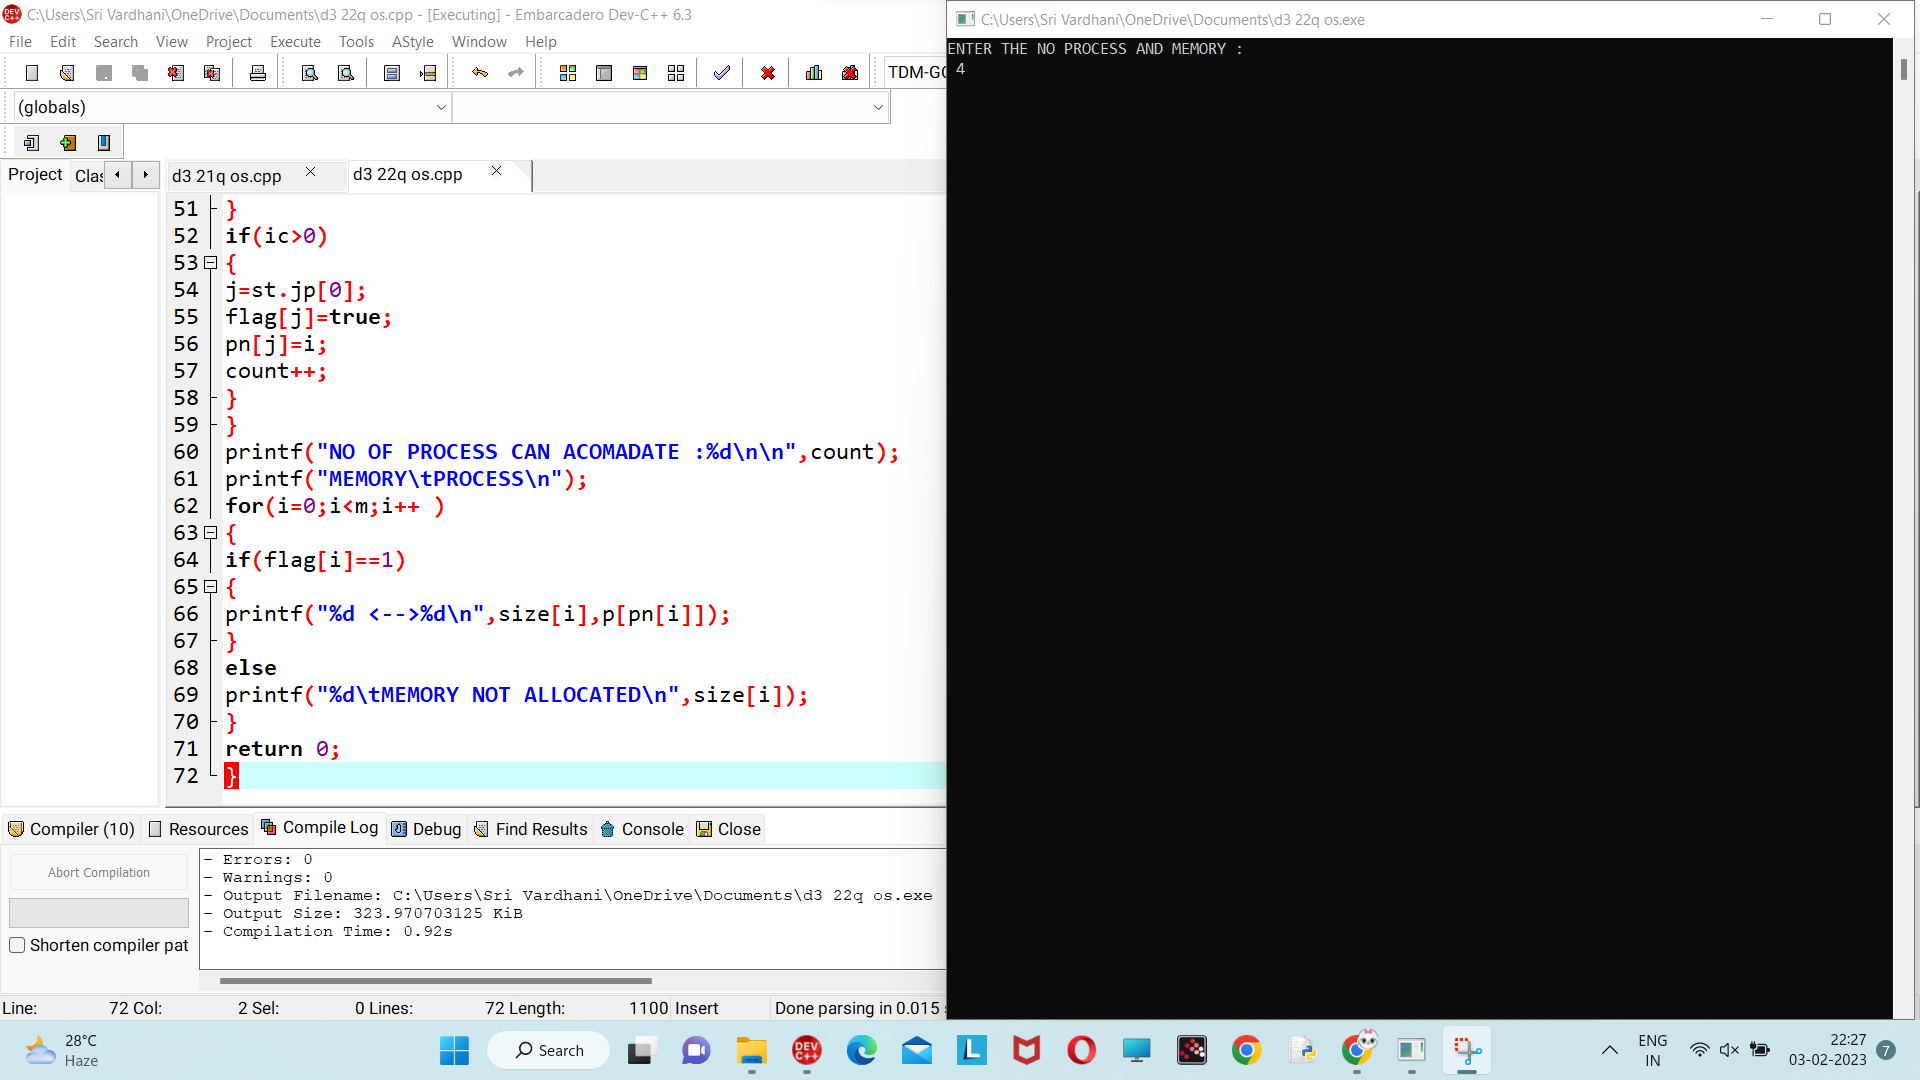 C:\Users\Sri Vardhani\OneDrive\Documents\d3 22q os.cpp - [Executing] - Embarcadero Dev-C++ 6.3
File Edit Search View Project Execute Tools AStyle Window Help
TDM-GC
(globals)
Project Clas
d3 21q os.cpp
d3 22q os.cpp
51 }
52 if(ic>0)
53 {
54 j=st.jp[0];
55 flag[j]=true;
56 pn[j]=i;
57 count++;
58 }
59 }
60 printf("NO OF PROCESS CAN ACOMADATE :%d\n\n",count);
61 printf("MEMORY\tPROCESS\n");
62 for(i=0;i<m;i++ )
63 {
64 if(flag[i]==1)
65 {
66 printf("%d <-->%d\n",size[i],p[pn[i]]);
67 }
68 else
69 printf("%d\tMEMORY NOT ALLOCATED\n",size[i]);
70 }
71 return 0;
72 }
Compiler (10) Resources Compile Log Debug Find Results Console Close
Abort Compilation
Shorten compiler pat
- Errors: 0
- Warnings: 0
- Output Filename: C:\Users\Sri Vardhani\OneDrive\Documents\d3 22q os.exe
- Output Size: 323.970703125 KiB
- Compilation Time: 0.92s
Line: 72 Col: 2 Sel: 0 Lines: 72 Length: 1100 Insert Done parsing in 0.015 s
C:\Users\Sri Vardhani\OneDrive\Documents\d3 22q os.exe
ENTER THE NO PROCESS AND MEMORY :
4
28°C
Haze
Search
DEV C++
L
ENG
IN
22:27
03-02-2023
7